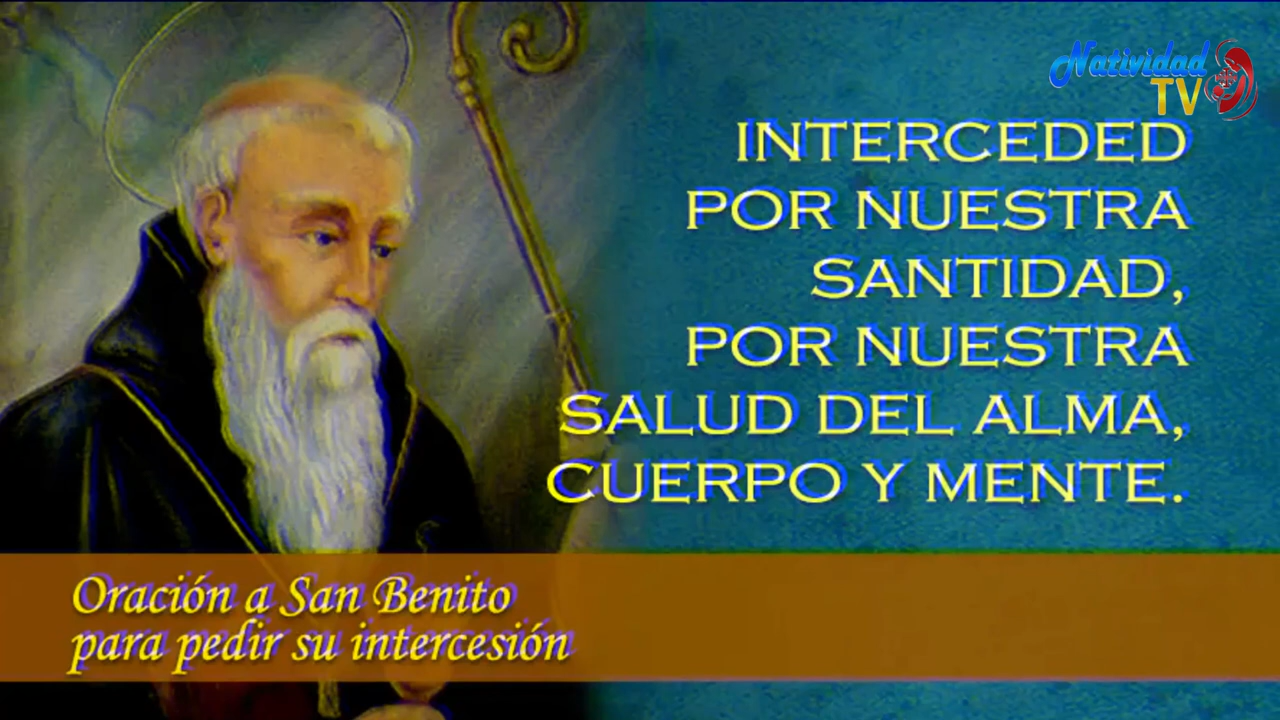 Natividad
TV
INTERCEDED
POR NUESTRA
SANTIDAD,
POR NUESTRA
SALUD DEL ALMA,
CUERPO Y MENTE.
Oración a San Benito
para pedir su intercesión